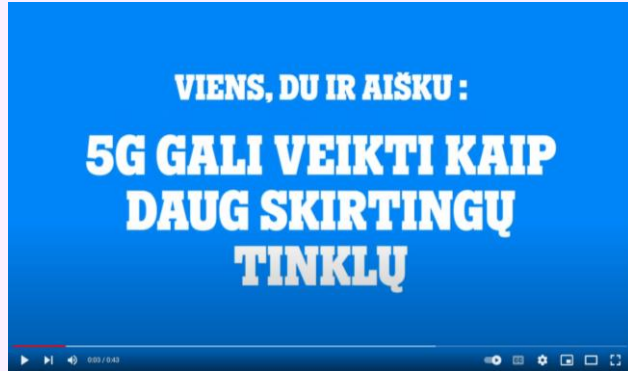 VIENS, DU IR AIŠKU :
5G GALI VEIKTI KAIP
DAUG SKIRTINGŲ
TINKLŲ
0:03 / 0:43